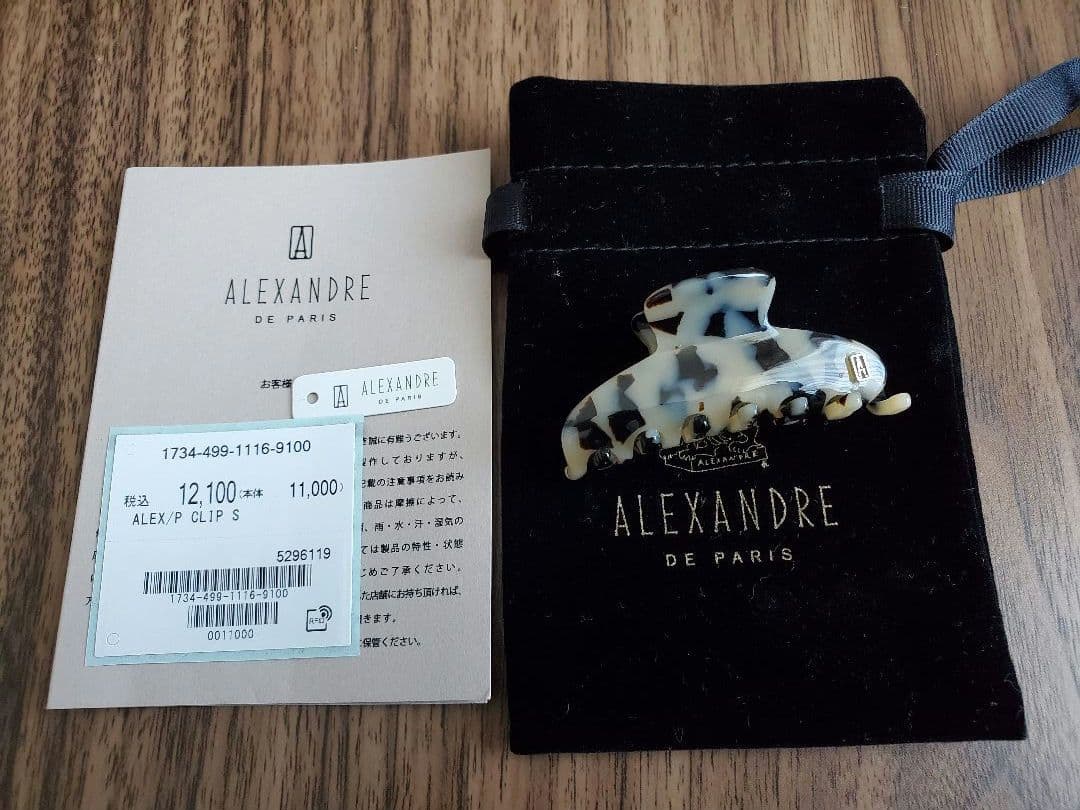 A
ALEXANDRE
DE PARIS
お客様
A ALEXANDRE
DE PARIS
誠に有難うございます。
製作しておりますが、
記載の注意事項をお読み
商品は摩擦によって、
雨・水・汗・湿気の
ては製品の特性・状態
じめご了承ください。
た店舗にお持ち頂ければ、
きます。
保管ください。
1734-499-1116-9100
税込 12,100(本体 11,000)
ALEX/P CLIP S
5296119
1734-499-1116-9100
0011000
RFID
A
ALEXANDRE
ALEXANDRE
DE PARIS